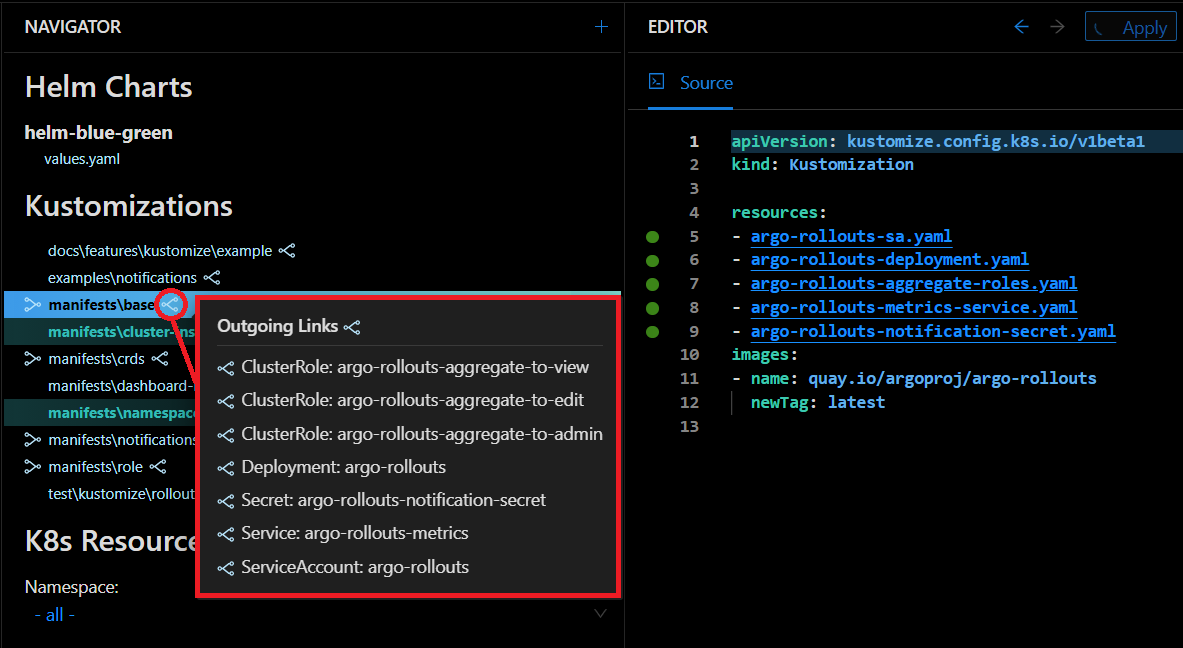 NAVIGATOR
+
Helm Charts
helm-blue-green
values.yaml
Kustomizations
docs\features\kustomize\example
examples\notifications
manifests\base
manifests\cluster-ins
manifests\crds
manifests\dashboard-
manifests\namespace
manifests\notifications
manifests\role
test\kustomize\rollout
K8s Resource
Namespace:
- all -
Outgoing Links
ClusterRole: argo-rollouts-aggregate-to-view
ClusterRole: argo-rollouts-aggregate-to-edit
ClusterRole: argo-rollouts-aggregate-to-admin
Deployment: argo-rollouts
Secret: argo-rollouts-notification-secret
Service: argo-rollouts-metrics
ServiceAccount: argo-rollouts
EDITOR
Apply
Source
1 apiVersion: kustomize.config.k8s.io/v1beta1
2 kind: Kustomization
3
4 resources:
5 - argo-rollouts-sa.yaml
6 - argo-rollouts-deployment.yaml
7 - argo-rollouts-aggregate-roles.yaml
8 - argo-rollouts-metrics-service.yaml
9 - argo-rollouts-notification-secret.yaml
10 images:
11 - name: quay.io/argoproj/argo-rollouts
12 newTag: latest
13